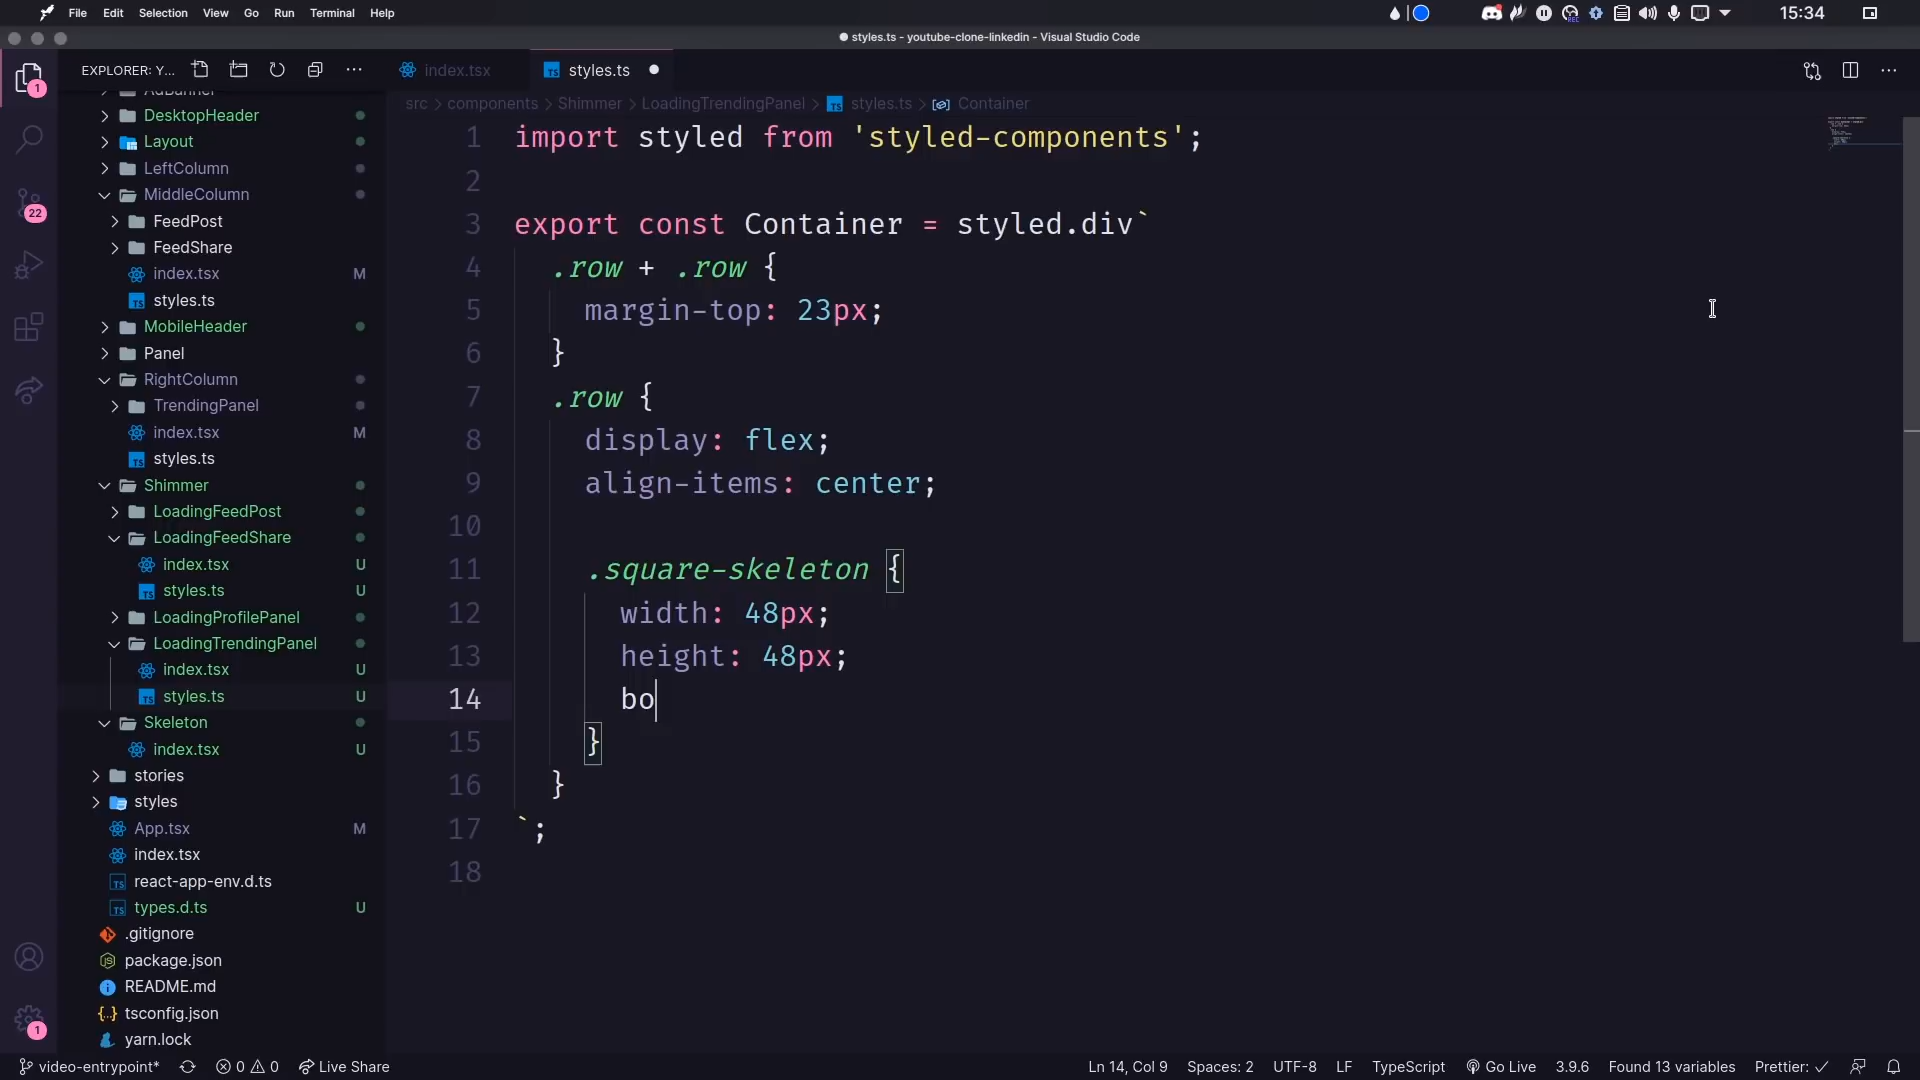 File Edit Selection View Go Run Terminal Help
15:34
styles.ts - youtube-clone-linkedin - Visual Studio Code
EXPLORER: Y...
index.tsx
styles.ts
src > components > Shimmer > LoadingTrendingPanel > styles.ts > Container
AdBanner
DesktopHeader
Layout
LeftColumn
MiddleColumn
FeedPost
FeedShare
index.tsx M
styles.ts
MobileHeader
Panel
RightColumn
TrendingPanel
index.tsx M
styles.ts
Shimmer
LoadingFeedPost
LoadingFeedShare
index.tsx U
styles.ts U
LoadingProfilePanel
LoadingTrendingPanel
index.tsx U
styles.ts U
Skeleton
index.tsx U
stories
styles
App.tsx M
index.tsx
react-app-env.d.ts
types.d.ts U
.gitignore
package.json
README.md
tsconfig.json
yarn.lock
1
22
1
1 import styled from 'styled-components';
2
3 export const Container = styled.div`
4 .row + .row {
5 margin-top: 23px;
6 }
7 .row {
8 display: flex;
9 align-items: center;
10
11 .square-skeleton {
12 width: 48px;
13 height: 48px;
14 bo
15 }
16 }
17 `;
18
video-entrypoint* 0 0 Live Share
Ln 14, Col 9 Spaces: 2 UTF-8 LF TypeScript Go Live 3.9.6 Found 13 variables Prettier: ✓